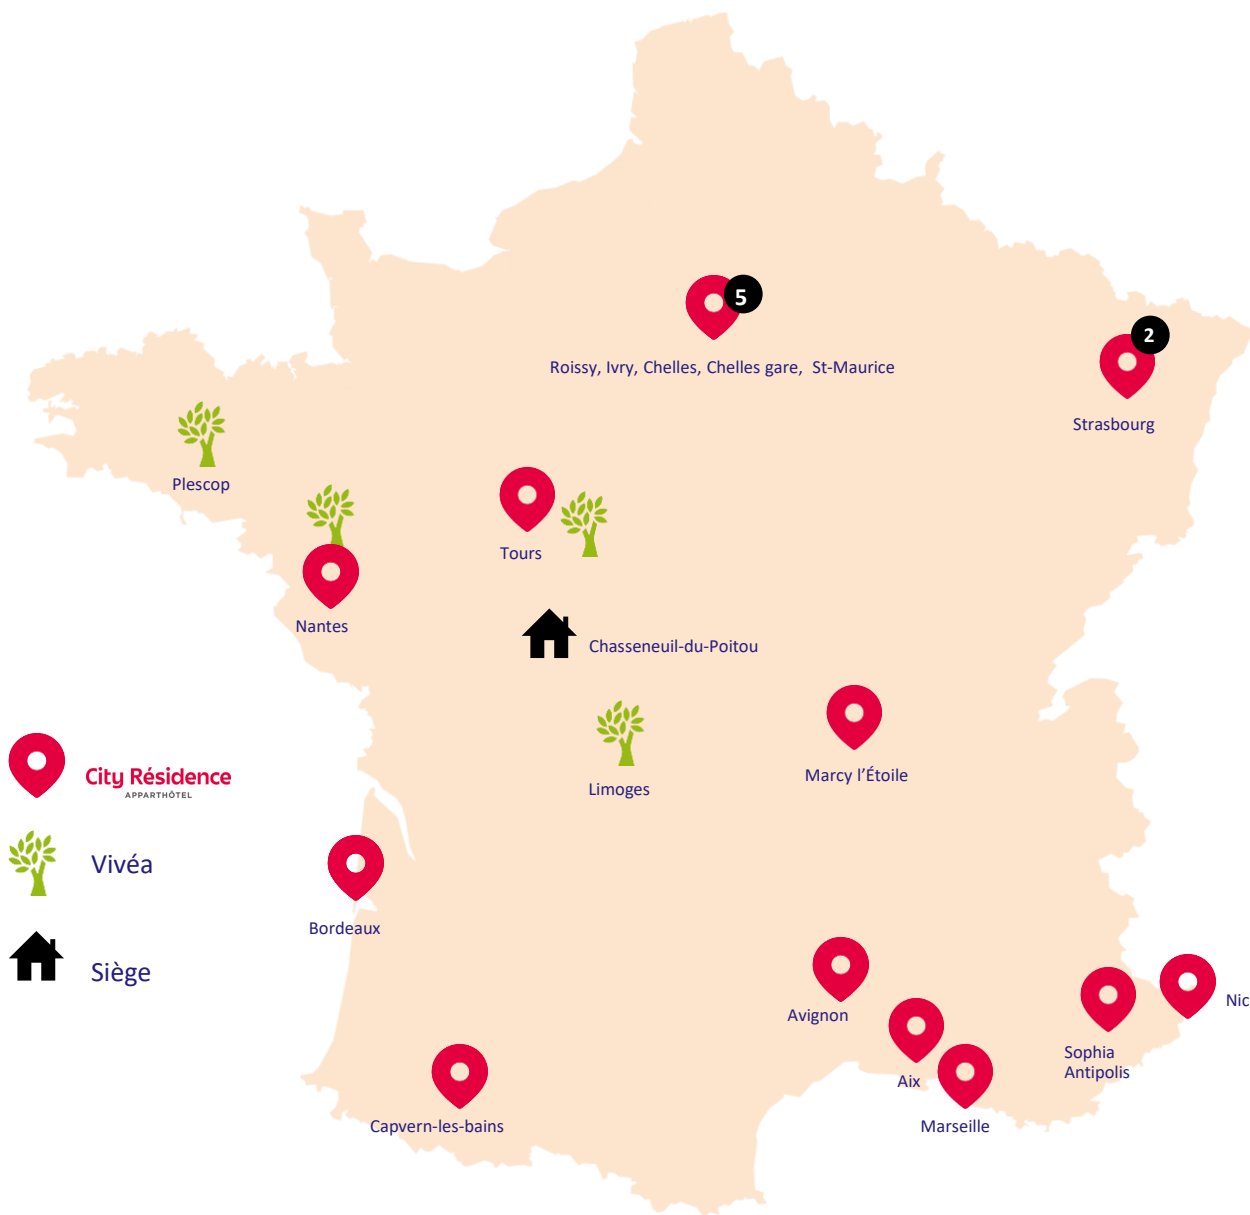 5
Roissy, Ivry, Chelles, Chelles gare, St-Maurice
2
Strasbourg
Plescop
Tours
Nantes
Chasseneuil-du-Poitou
Limoges
Marcy l'Étoile
City Résidence
APPARTHÔTEL
Vivéa
Siège
Bordeaux
Avignon
Nic
Sophia
Antipolis
Aix
Capvern-les-bains
Marseille